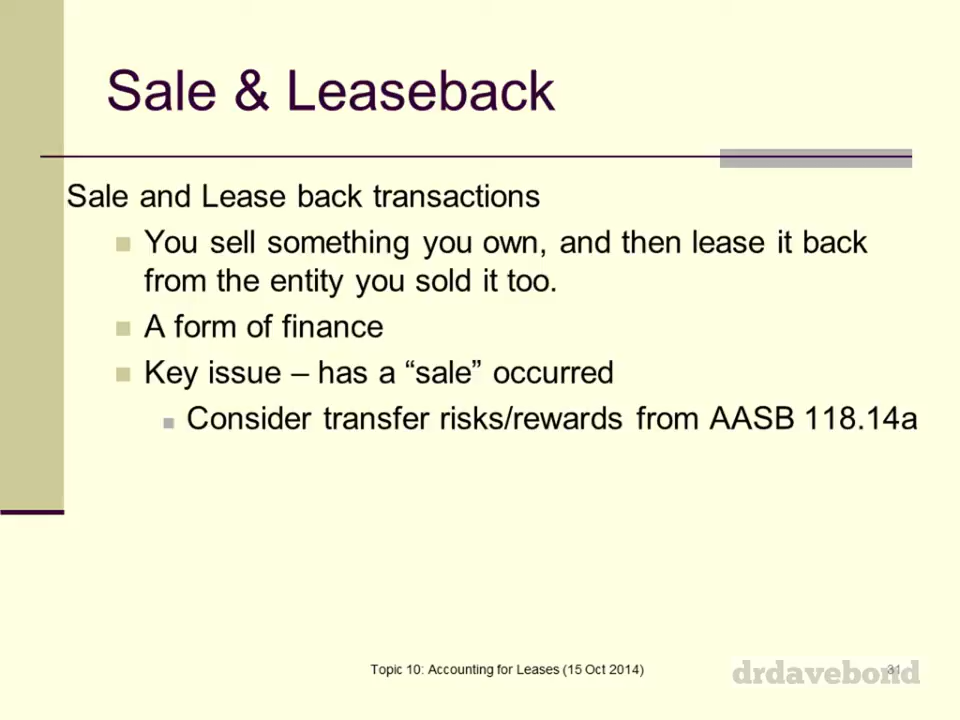 Sale & Leaseback
Sale and Lease back transactions
You sell something you own, and then lease it back
from the entity you sold it too.
A form of finance
Key issue – has a “sale” occurred
Consider transfer risks/rewards from AASB 118.14a
Topic 10: Accounting for Leases (15 Oct 2014)
31
drdavebond